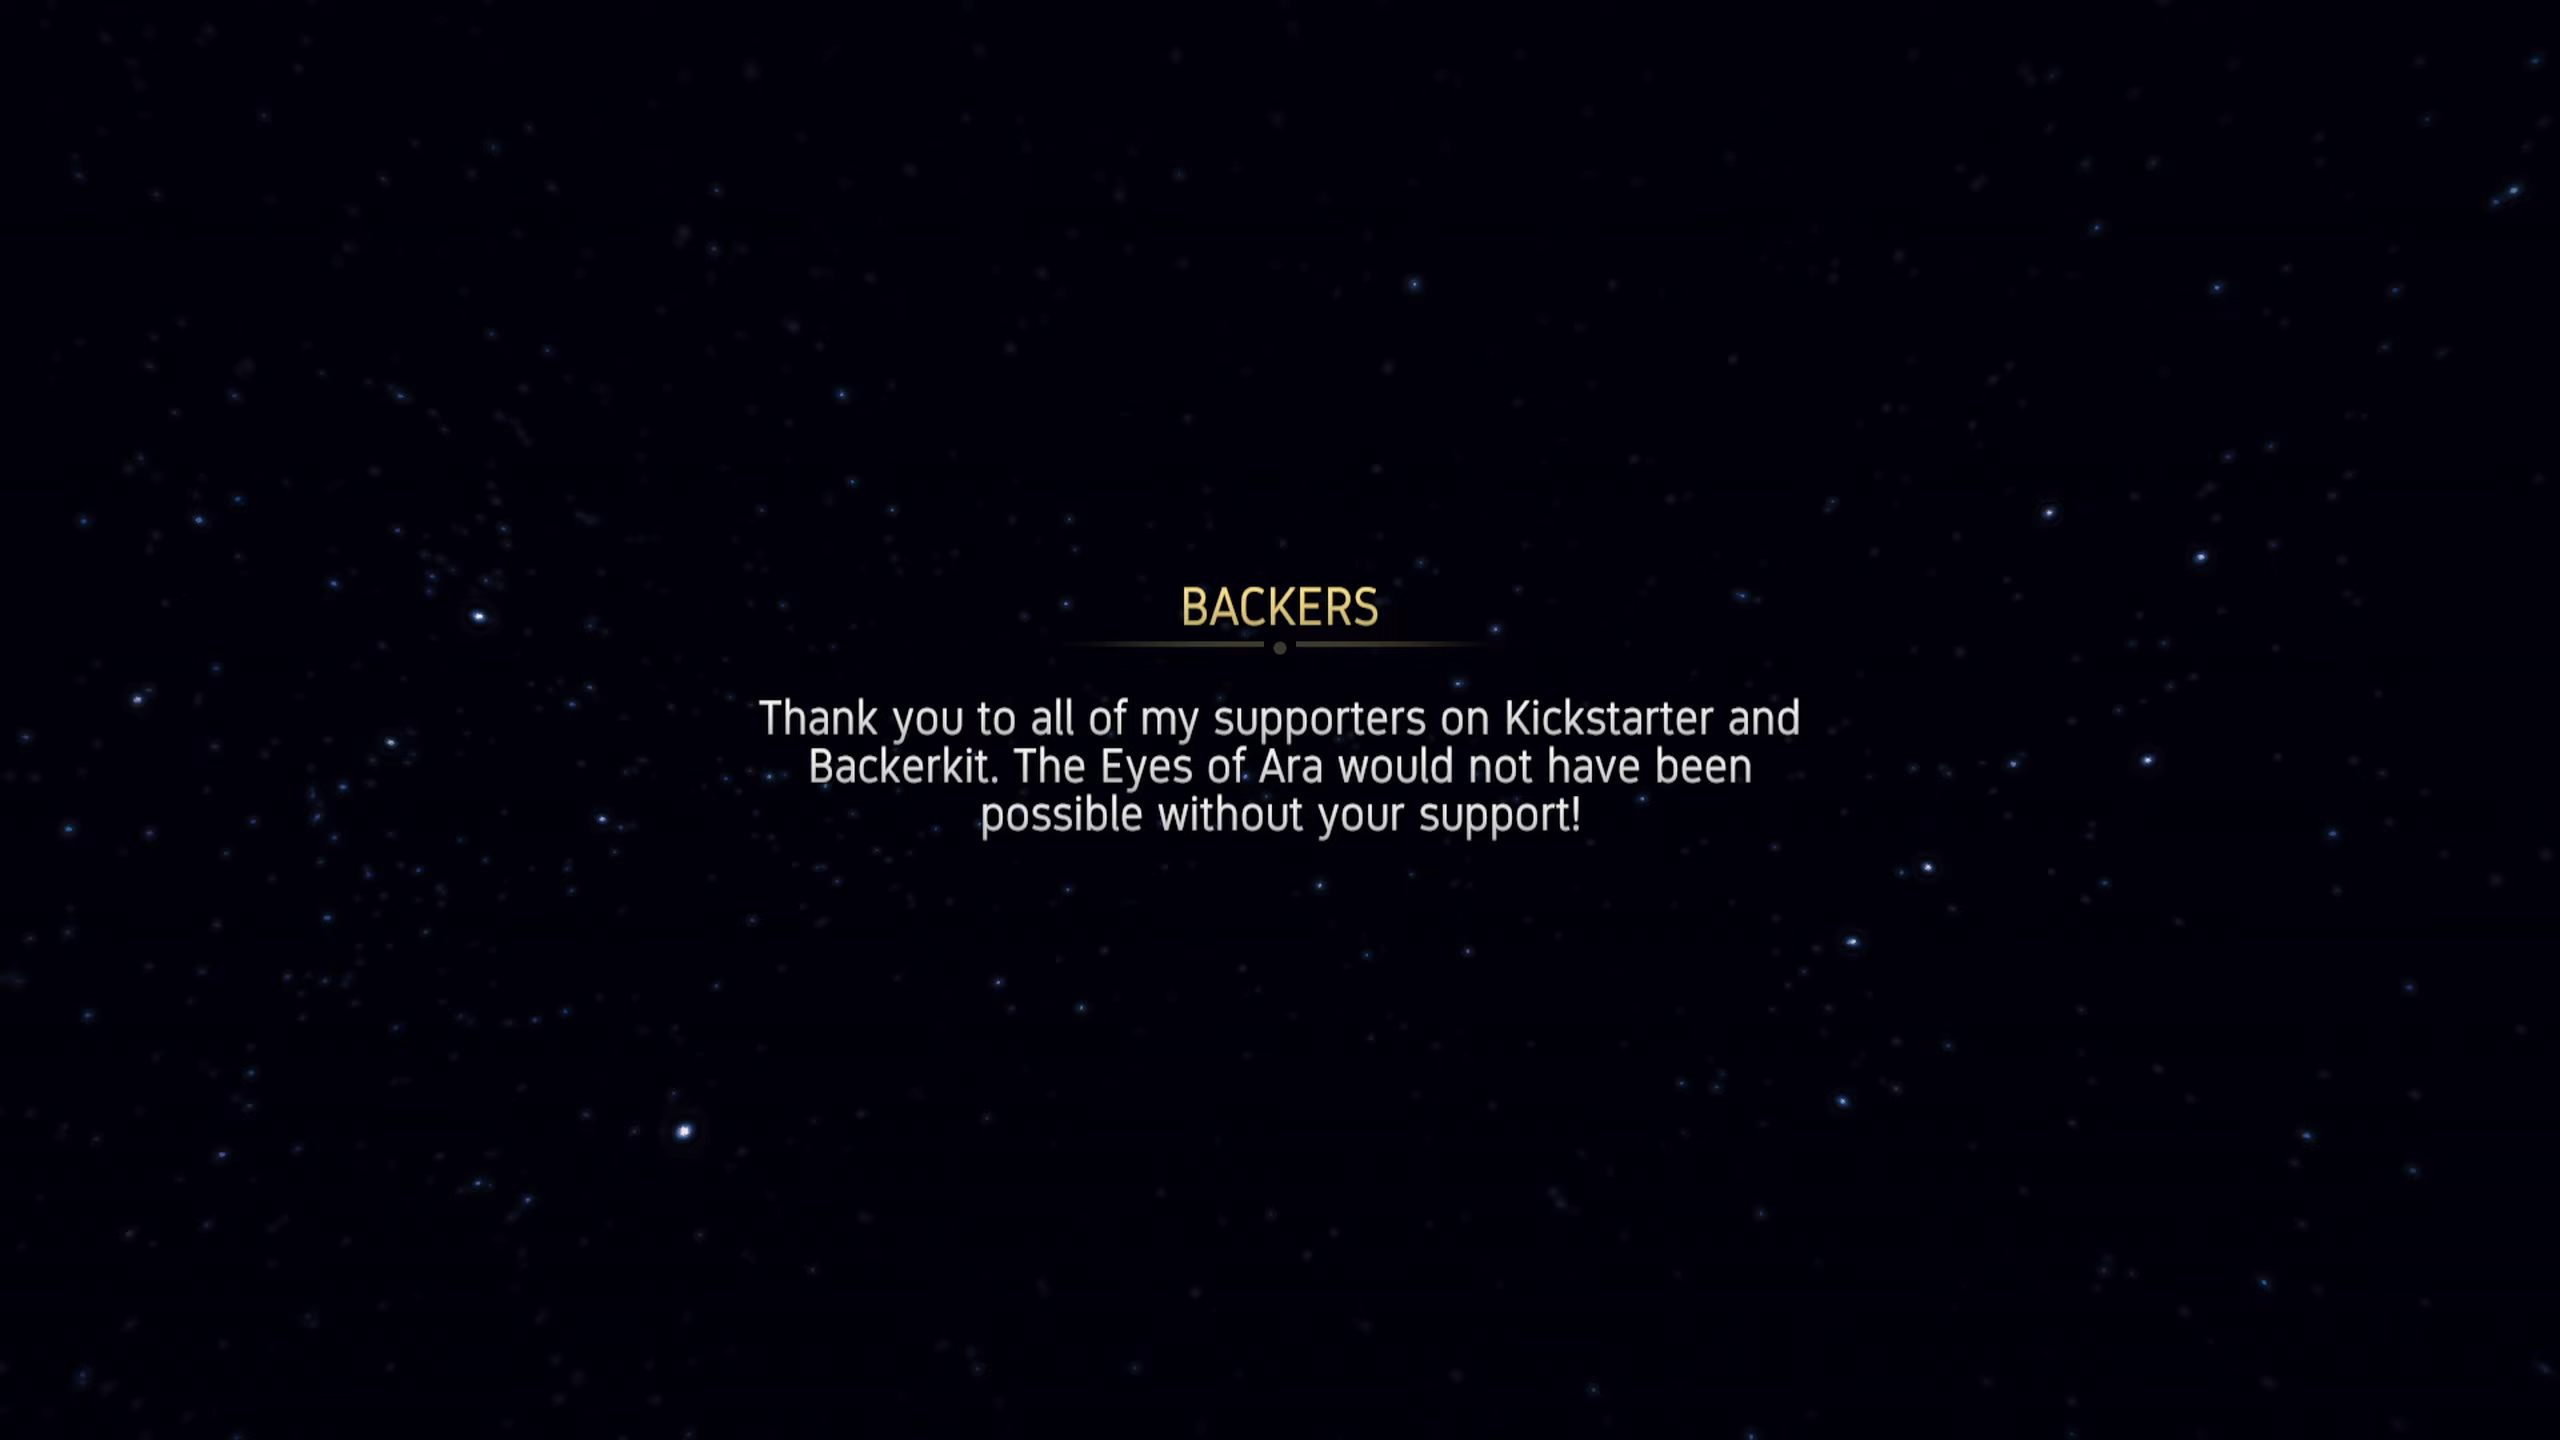 BACKERS
Thank you to all of my supporters on Kickstarter and
Backerkit. The Eyes of Ara would not have been
possible without your support!